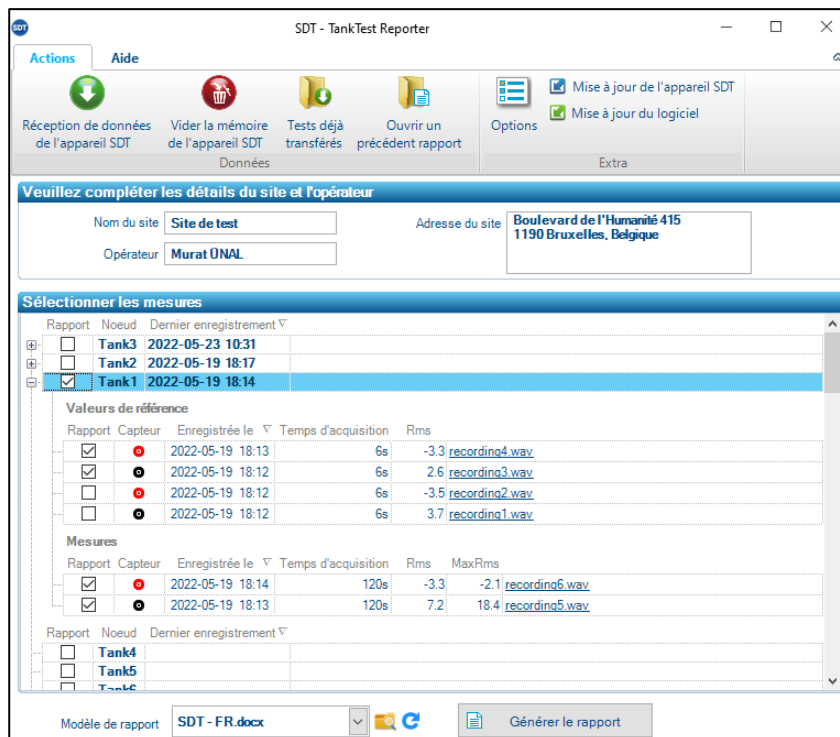 SDT
SDT - TankTest Reporter
Actions Aide
Réception de données de l'appareil SDT
Vider la mémoire de l'appareil SDT
Tests déjà transférés
Ouvrir un précédent rapport
Données
Options
Mise à jour de l'appareil SDT
Mise à jour du logiciel
Extra
Veuillez compléter les détails du site et l'opérateur
Nom du site Site de test
Opérateur Murat ÜNAL
Adresse du site Boulevard de l'Humanité 415
1190 Bruxelles, Belgique
Sélectionner les mesures
Rapport Noeud Dernier enregistrement
Tank3 2022-05-23 10:31
Tank2 2022-05-19 18:17
Tank1 2022-05-19 18:14
Valeurs de référence
Rapport Capteur Enregistrée le Temps d'acquisition Rms
2022-05-19 18:13 6s -3.3 recording4.wav
2022-05-19 18:12 6s 2.6 recording3.wav
2022-05-19 18:12 6s -3.5 recording2.wav
2022-05-19 18:12 6s 3.7 recording1.wav
Mesures
Rapport Capteur Enregistrée le Temps d'acquisition Rms MaxRms
2022-05-19 18:14 120s -3.3 -2.1 recording6.wav
2022-05-19 18:13 120s 7.2 18.4 recording5.wav
Rapport Noeud Dernier enregistrement
Tank4
Tank5
Tank6
Modèle de rapport SDT - FR.docx
Générer le rapport